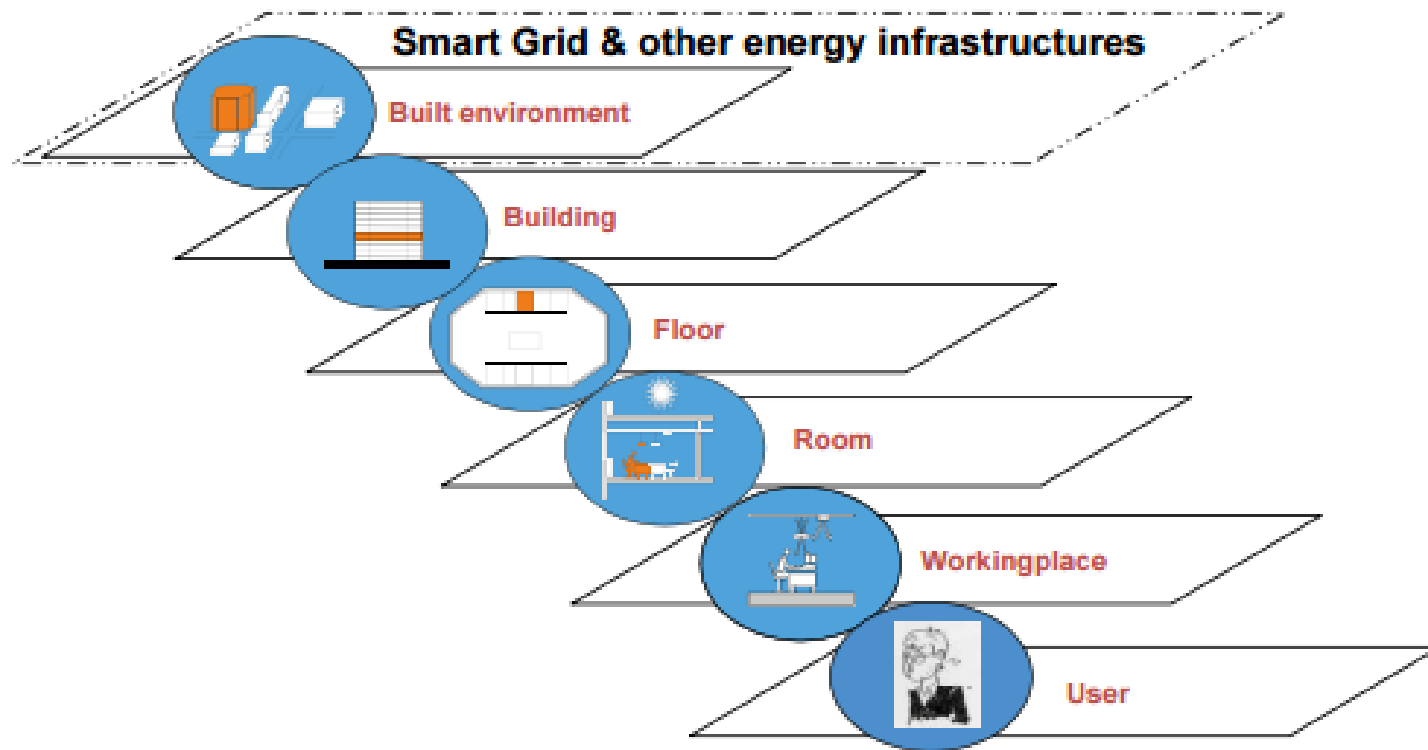 Smart Grid & other energy infrastructures
Built environment
Building
Floor
Room
Workingplace
User